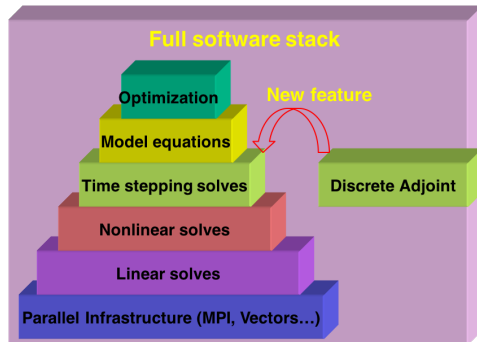 Full software stack
Optimization
New feature
Model equations
Time stepping solves
Discrete Adjoint
Nonlinear solves
Linear solves
Parallel Infrastructure (MPI, Vectors…)